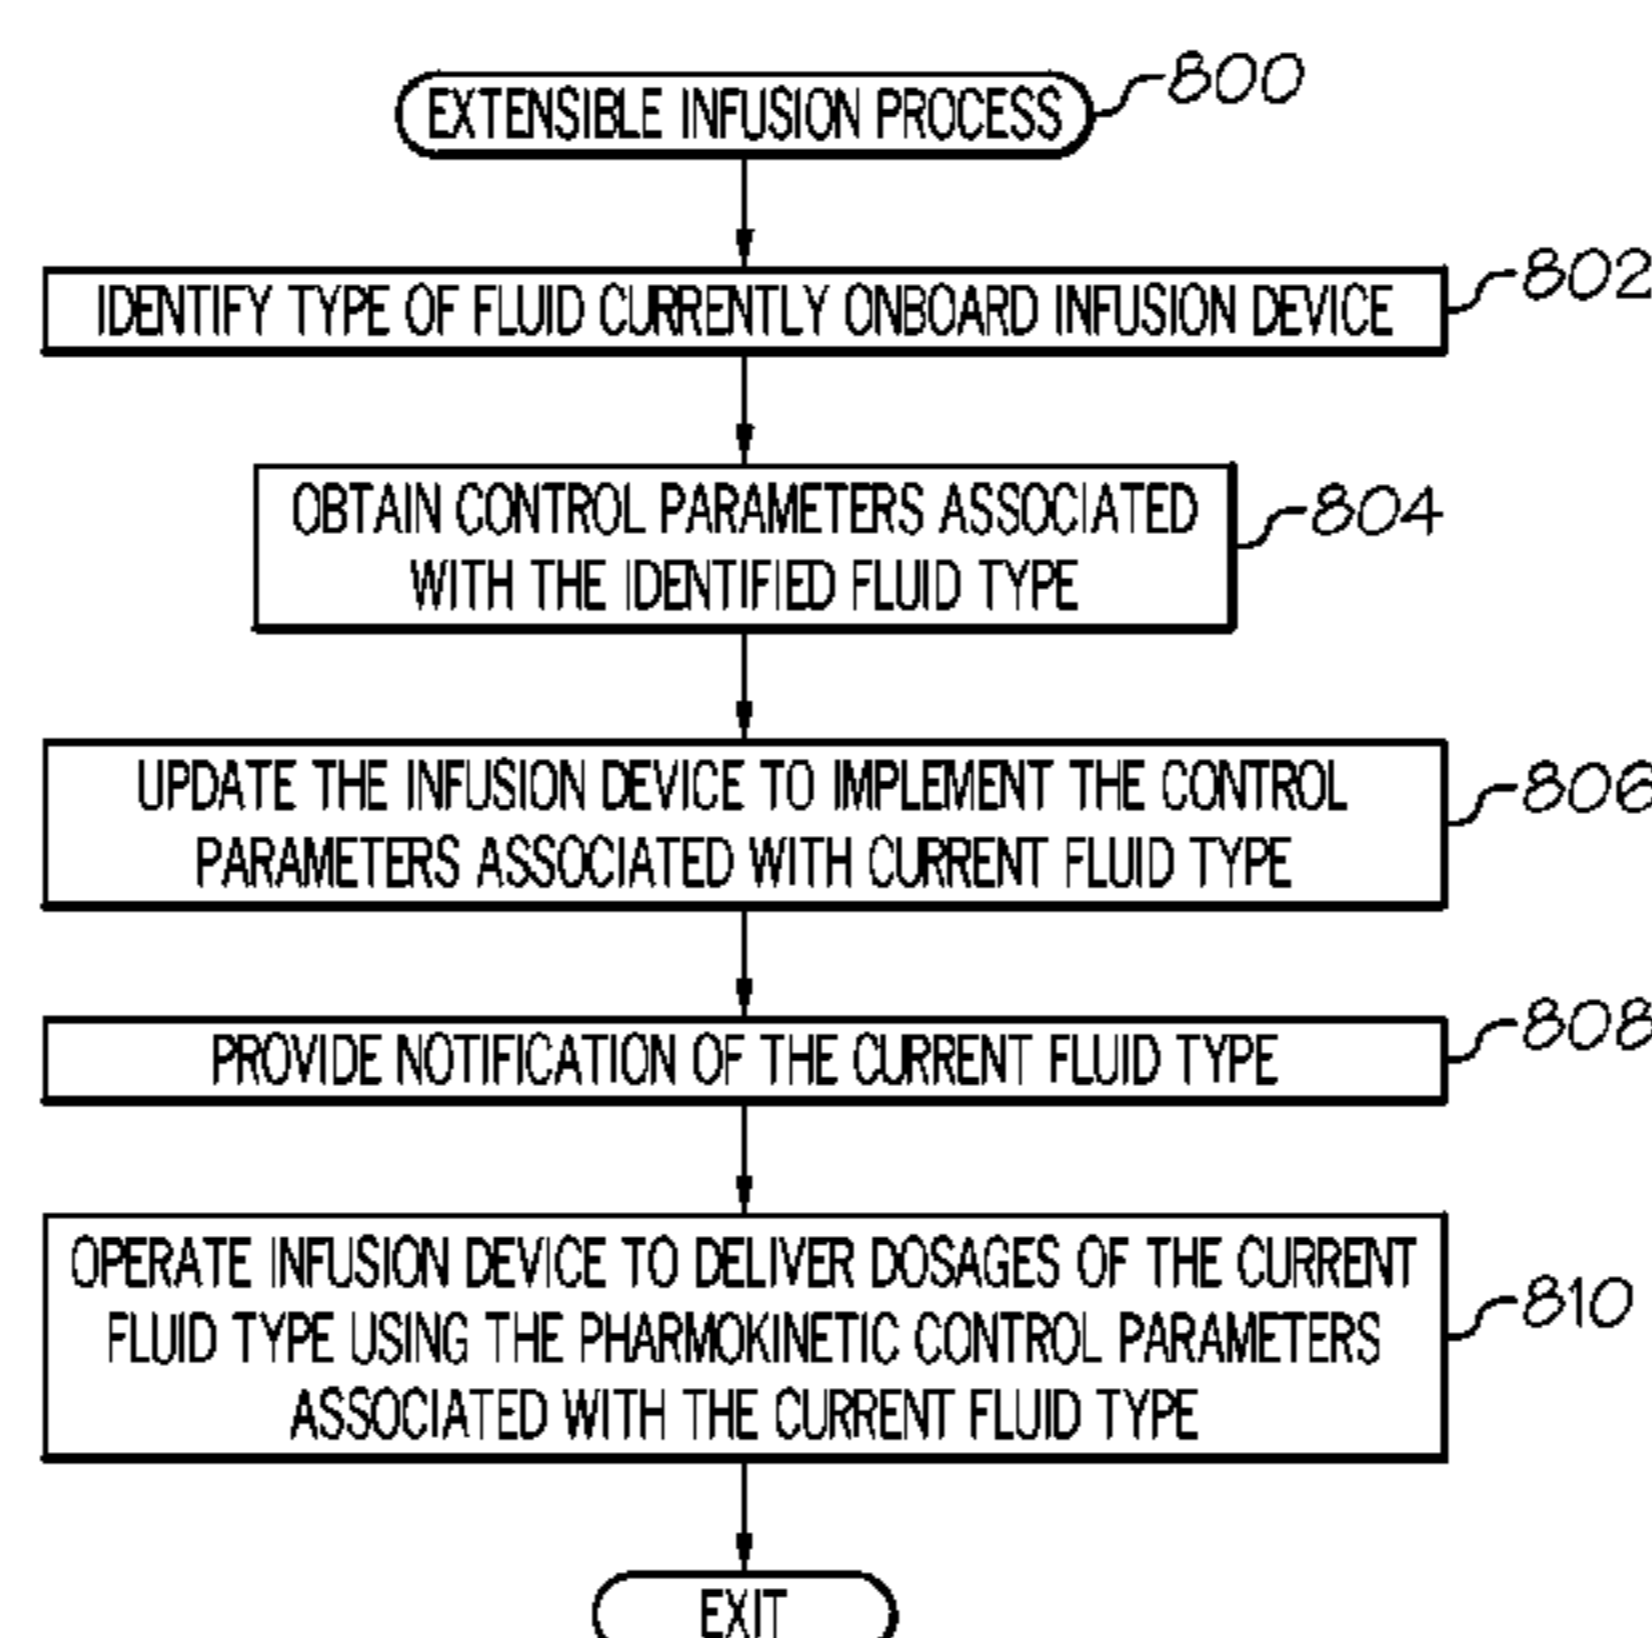 EXTENSIBLE INFUSION PROCESS
800
IDENTIFY TYPE OF FLUID CURRENTLY ONBOARD INFUSION DEVICE
802
OBTAIN CONTROL PARAMETERS ASSOCIATED
WITH THE IDENTIFIED FLUID TYPE
804
UPDATE THE INFUSION DEVICE TO IMPLEMENT THE CONTROL
PARAMETERS ASSOCIATED WITH CURRENT FLUID TYPE
806
PROVIDE NOTIFICATION OF THE CURRENT FLUID TYPE
808
OPERATE INFUSION DEVICE TO DELIVER DOSAGES OF THE CURRENT
FLUID TYPE USING THE PHARMOKINETIC CONTROL PARAMETERS
ASSOCIATED WITH THE CURRENT FLUID TYPE
810
EXIT